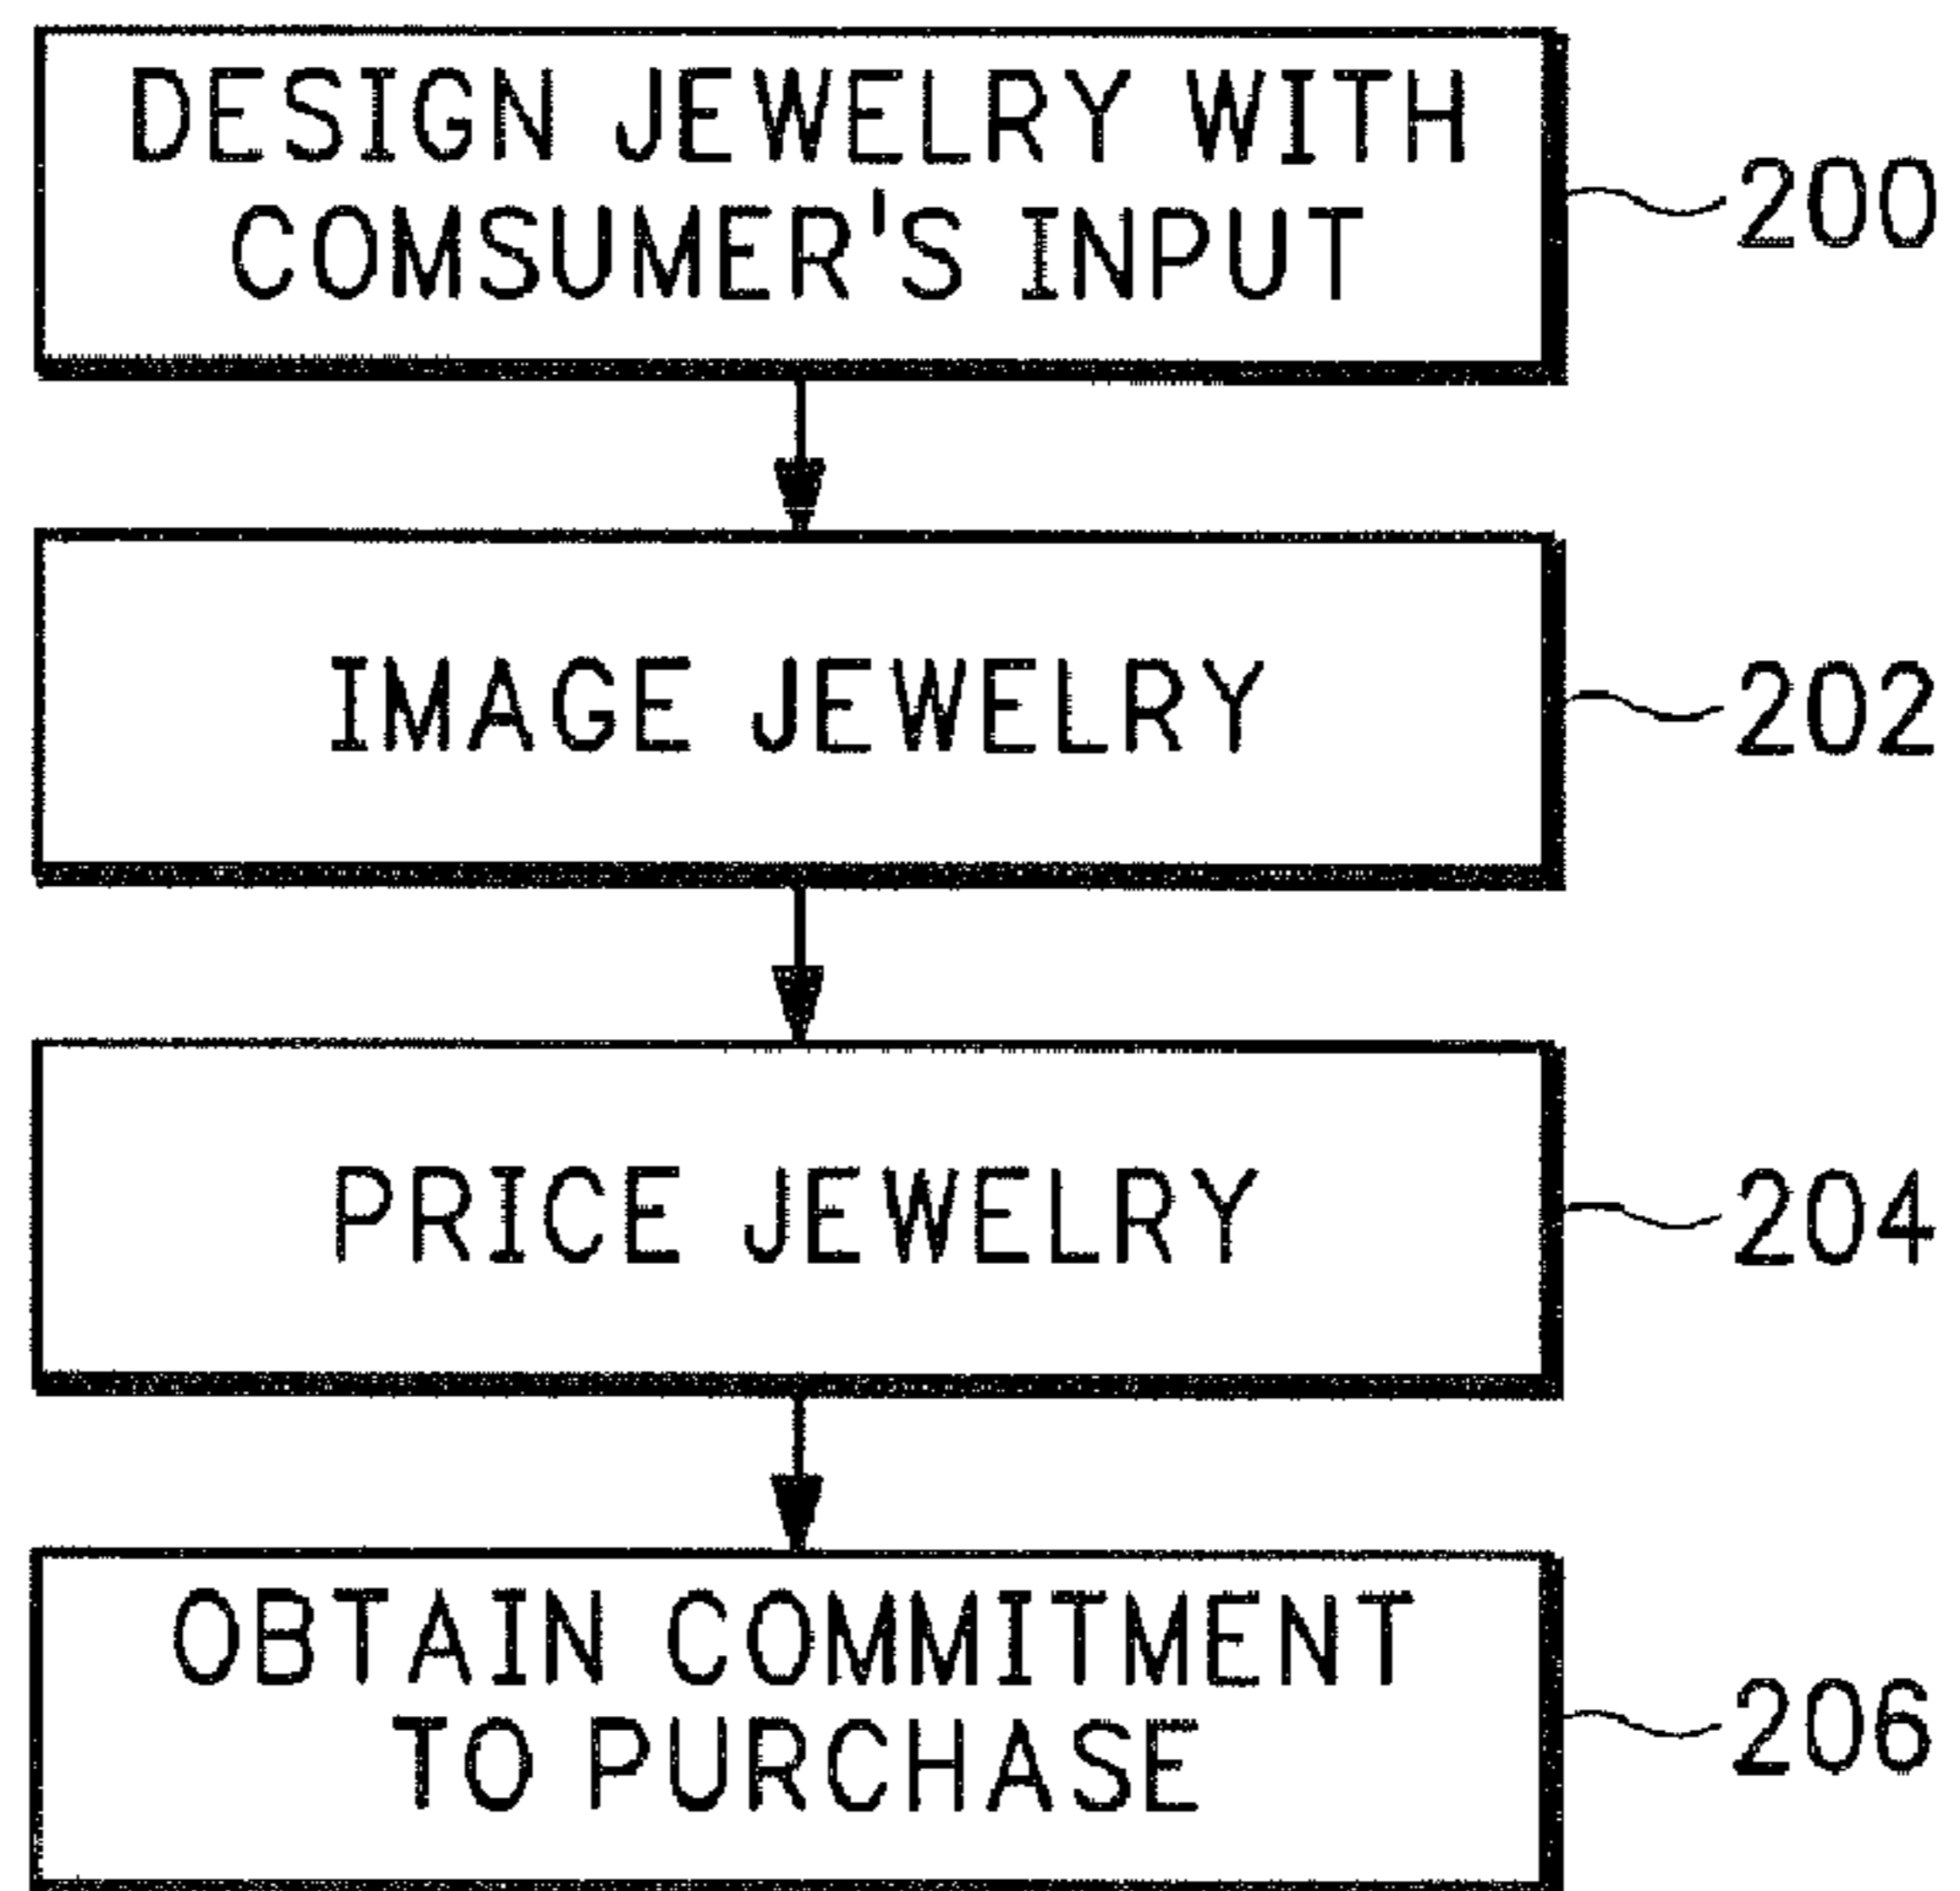 DESIGN JEWELRY WITH
COMSUMER'S INPUT
200
IMAGE JEWELRY
202
PRICE JEWELRY
204
OBTAIN COMMITMENT
TO PURCHASE
206